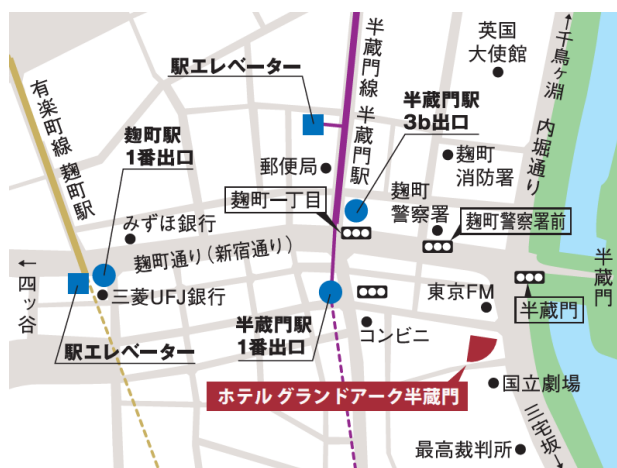 英国
大使館
↑千鳥ヶ淵
内堀通り
半蔵門線 半蔵門駅
駅エレベーター
半蔵門駅
3b出口
有楽町線 麹町駅
麹町駅
1番出口
郵便局
麹町
消防署
麹町一丁目
麹町
警察署
麹町警察署前
みずほ銀行
麹町通り（新宿通り）
半蔵門
←四ッ谷
三菱UFJ銀行
東京FM
半蔵門
半蔵門駅
1番出口
コンビニ
駅エレベーター
ホテル グランドアーク半蔵門
国立劇場
三宅坂
最高裁判所